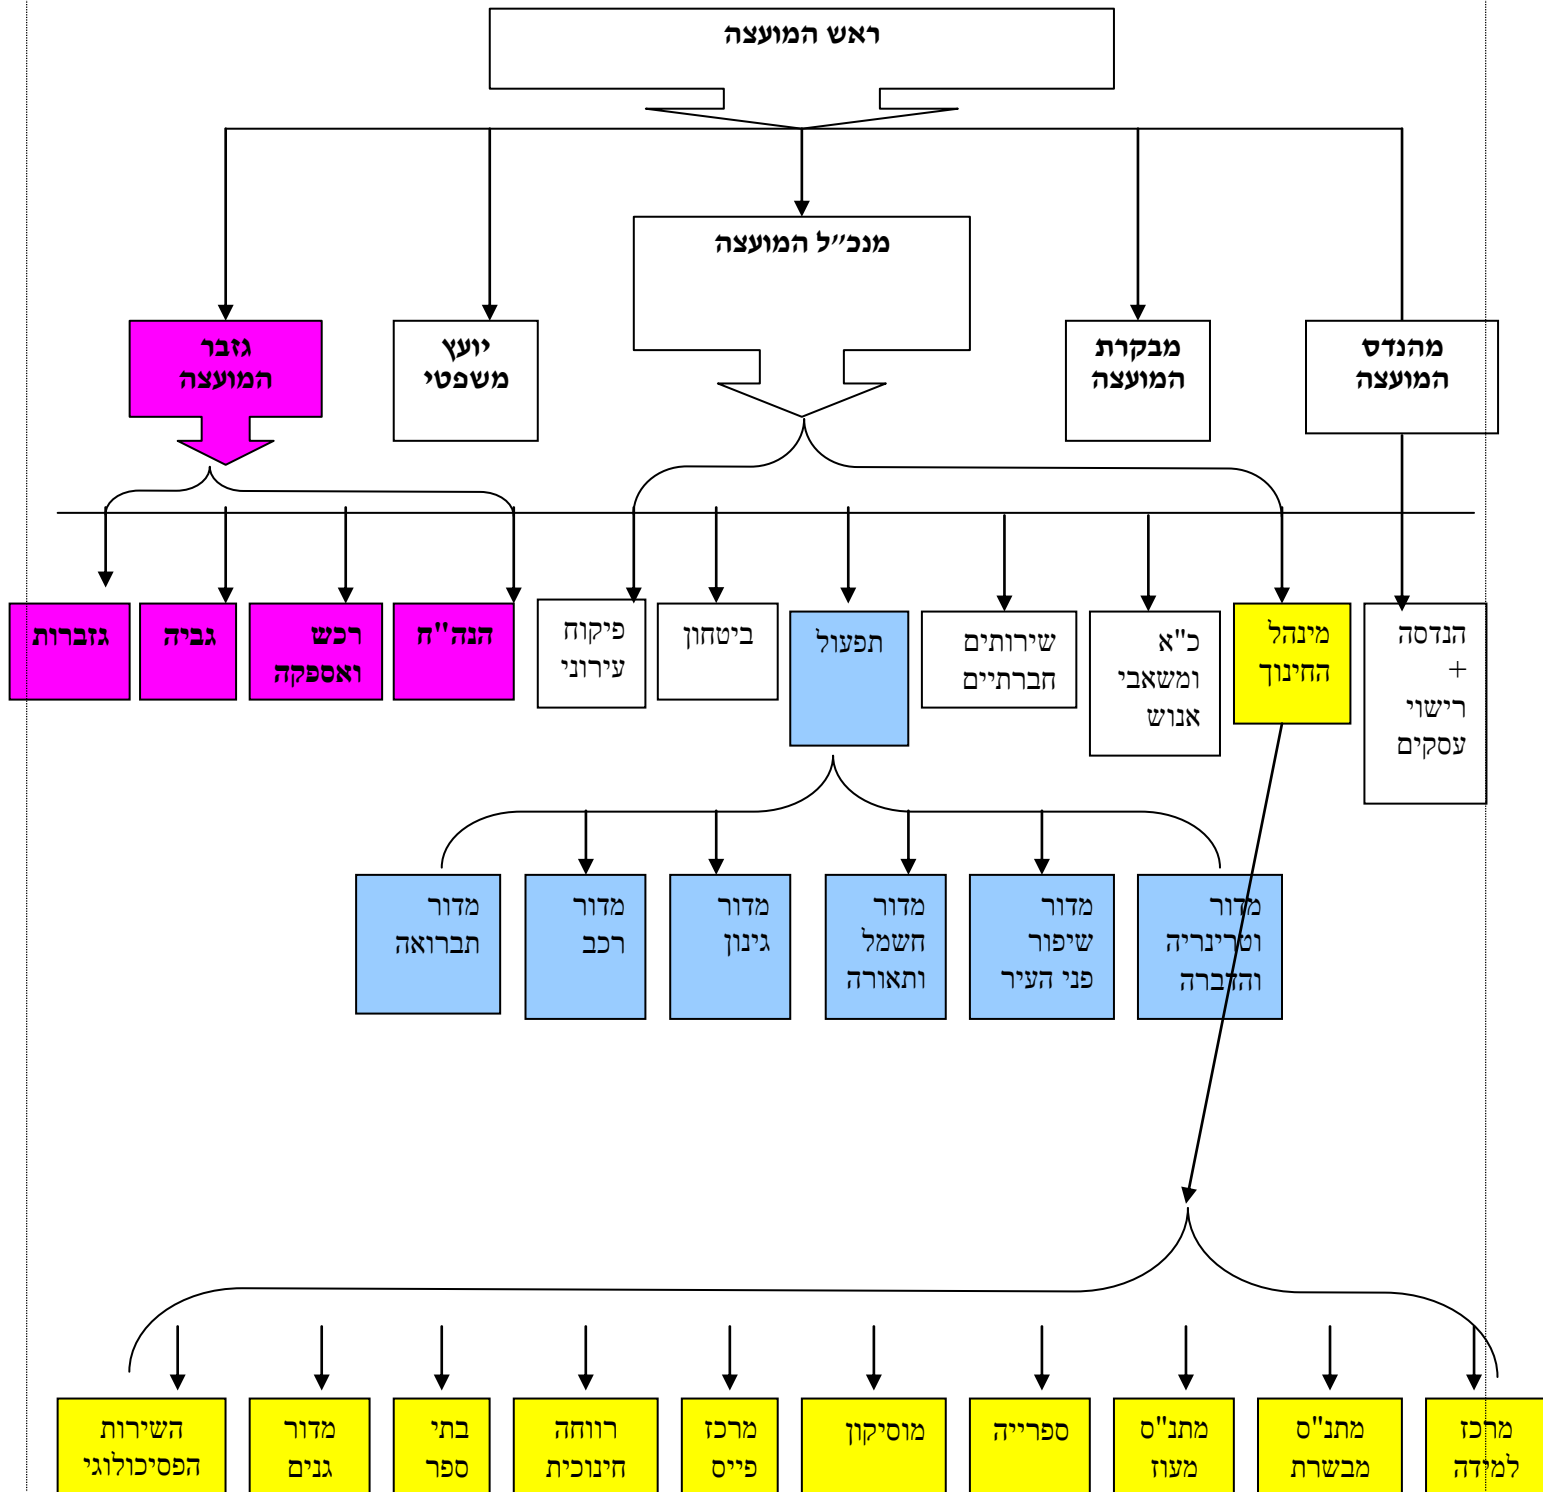 ראש המועצה
מנכ״ל המועצה
מהנדס
המועצה
מבקרת
המועצה
יועץ
משפטי
גזבר
המועצה
הנדסה
+
רישוי
עסקים
מינהל
החינוך
כ"א
ומשאבי
אנוש
שירותים
חברתיים
תפעול
ביטחון
פיקוח
עירוני
הנה"ח
רכש
ואספקה
גביה
גזברות
מדור
וטרינריה
והדברה
מדור
שיפור
פני העיר
מדור
חשמל
ותאורה
מדור
גינון
מדור
רכב
מדור
תברואה
מרכז
למידה
מתנ"ס
מבשרת
מתנ"ס
מעוז
ספרייה
מוסיקון
מרכז
פייס
רווחה
חינוכית
בתי
ספר
מדור
גנים
השירות
הפסיכולוגי